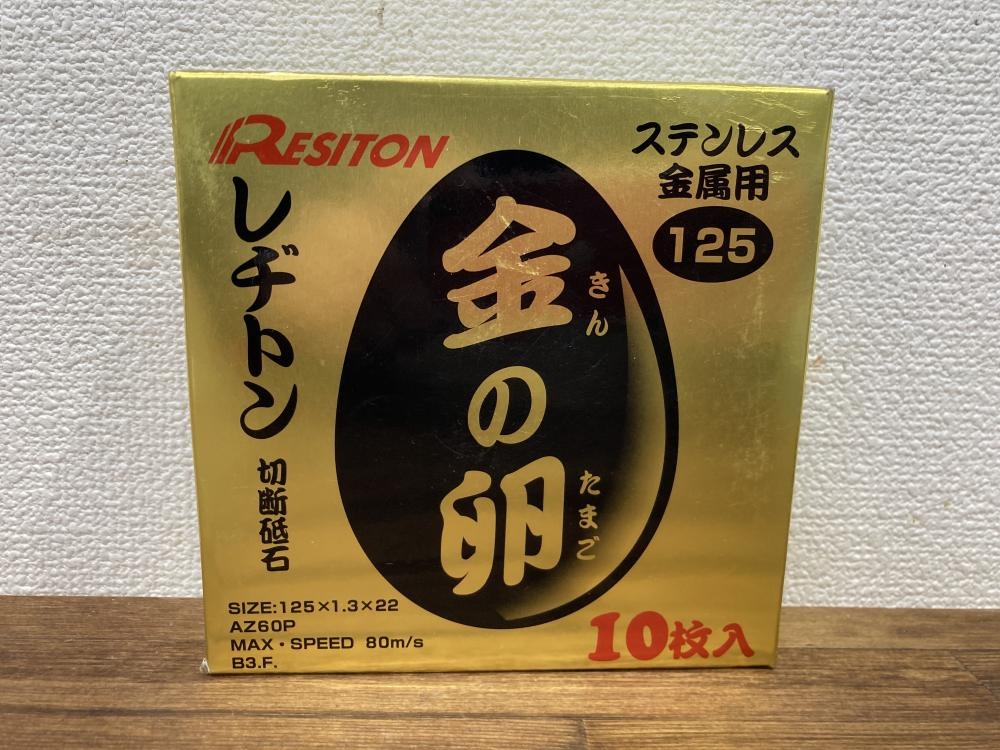 RESITON
レヂトン
切断砥石
ステンレス
金属用
125
金の卵
きん
たまご
SIZE:125×1.3×22
AZ60P
MAX・SPEED 80m/s
B3.F.
10枚入